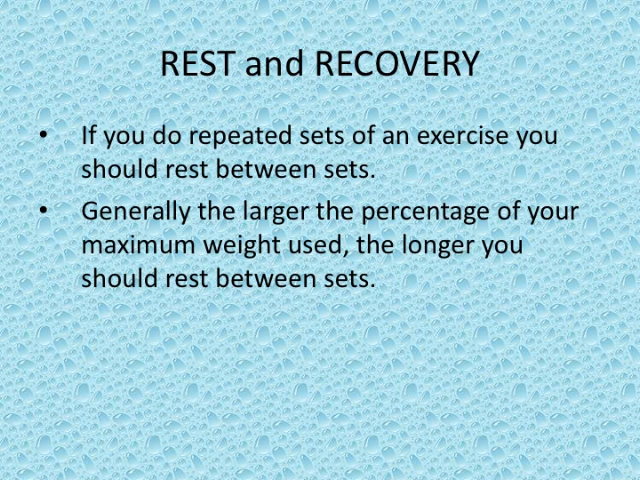 REST and RECOVERY
• If you do repeated sets of an exercise you
should rest between sets.
• Generally the larger the percentage of your
maximum weight used, the longer you
should rest between sets.